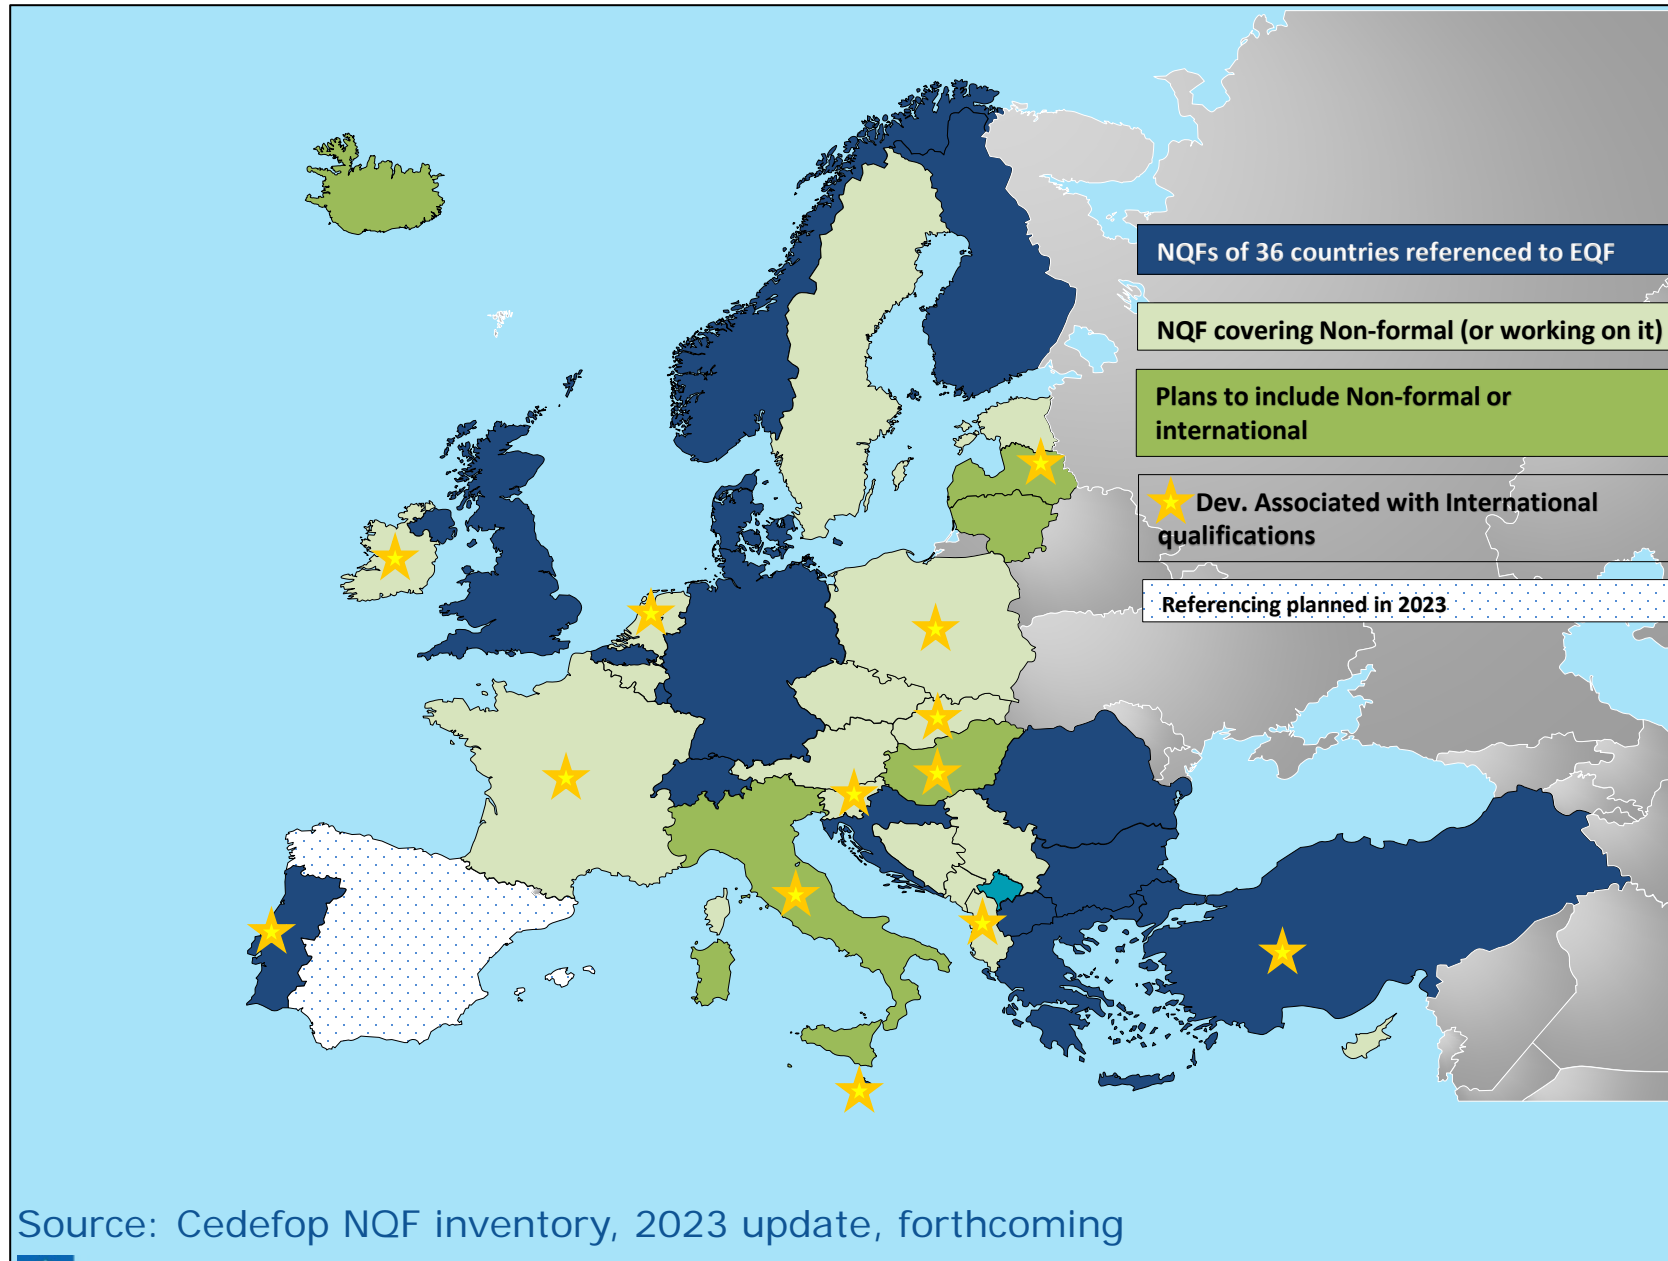 NQFs of 36 countries referenced to EQF
NQF covering Non-formal (or working on it)
Plans to include Non-formal or
international
Dev. Associated with International
qualifications
Referencing planned in 2023
Source: Cedefop NQF inventory, 2023 update, forthcoming